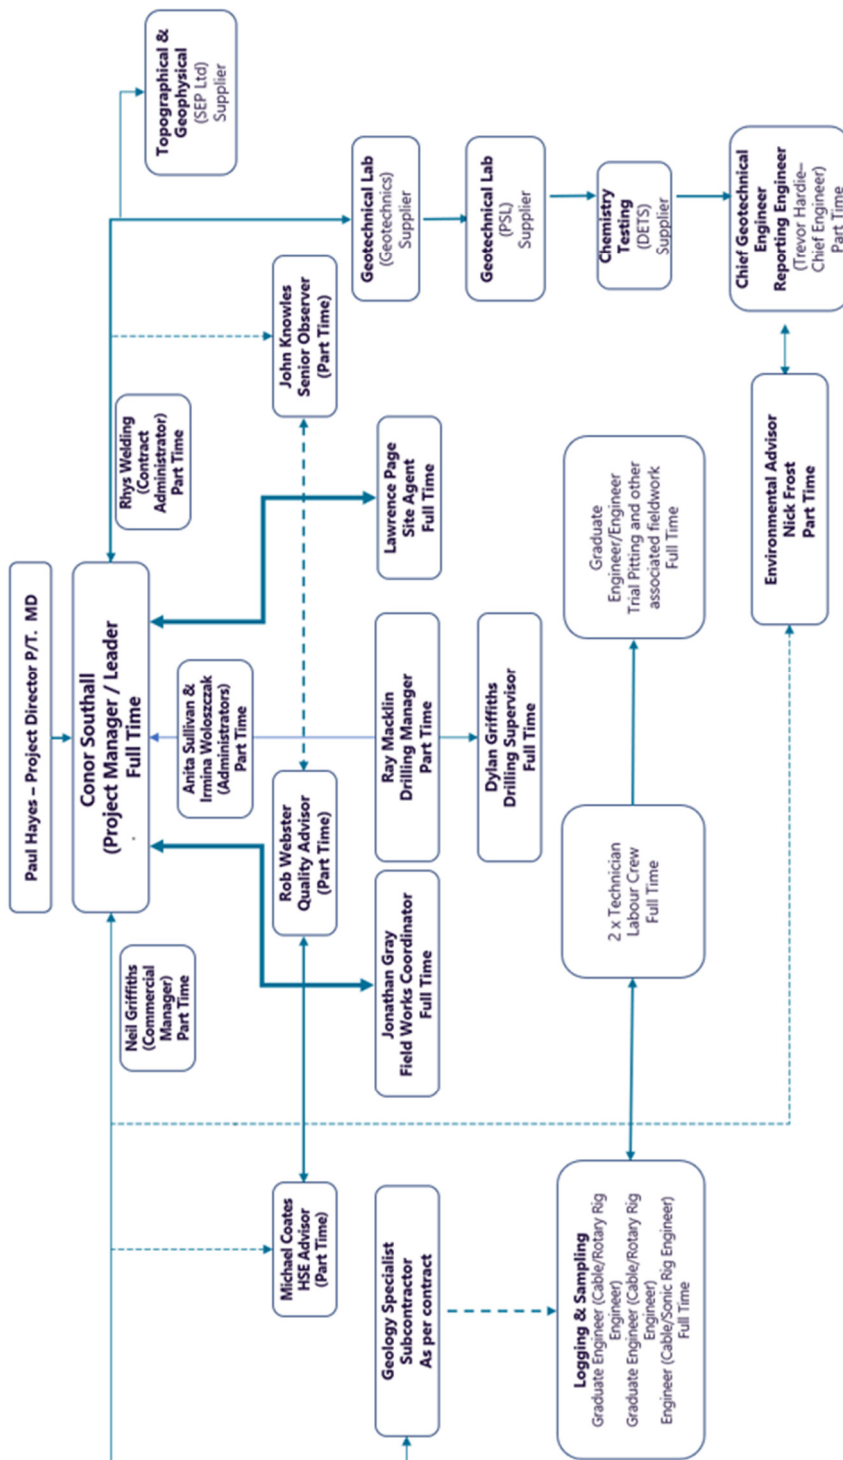 Paul Hayes – Project Director P/T.  MD
Conor Southall
(Project Manager / Leader
Full Time
Neil Griffiths
(Commercial
Manager)
Part Time
Anita Sullivan &
Irmina Woloszczak
(Administrators)
Part Time
Rhys Welding
(Contract
Administrator)
Part Time
Topographical &
Geophysical
(SEP Ltd)
Supplier
Michael Coates
HSE Advisor
(Part Time)
Rob Webster
Quality Advisor
(Part Time)
John Knowles
Senior Observer
(Part Time)
Geology Specialist
Subcontractor
As per contract
Jonathan Gray
Field Works Coordinator
Full Time
Ray Macklin
Drilling Manager
Part Time
Lawrence Page
Site Agent
Full Time
Geotechnical Lab
(Geotechnics)
Supplier
Dylan Griffiths
Drilling Supervisor
Full Time
Geotechnical Lab
(PSL)
Supplier
Logging & Sampling
Graduate Engineer (Cable/Rotary Rig
Engineer)
Graduate Engineer (Cable/Rotary Rig
Engineer)
Engineer (Cable/Sonic Rig Engineer)
Full Time
2 x Technician
Labour Crew
Full Time
Graduate
Engineer/Engineer
Trial Pitting and other
associated fieldwork
Full Time
Chemistry
Testing
(DETS)
Supplier
Environmental Advisor
Nick Frost
Part Time
Chief Geotechnical
Engineer
Reporting Engineer
(Trevor Hardie–
Chief Engineer)
Part Time